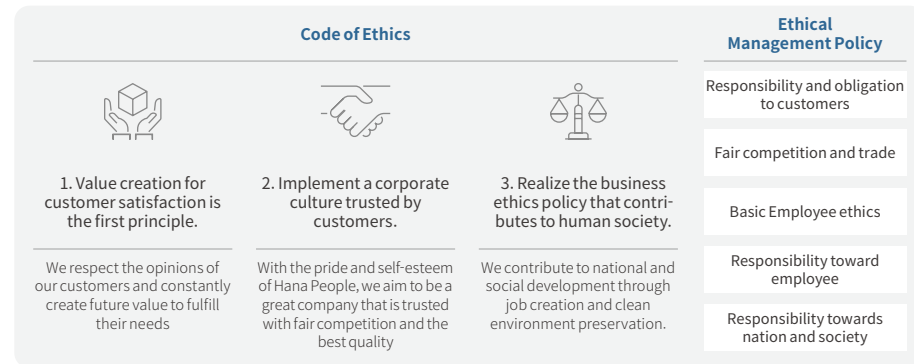 Code of Ethics
1. Value creation for
customer satisfaction is
the first principle.
We respect the opinions of
our customers and constantly
create future value to fulfill
their needs
2. Implement a corporate
culture trusted by
customers.
With the pride and self-esteem
of Hana People, we aim to be a
great company that is trusted
with fair competition and the
best quality
3. Realize the business
ethics policy that contri-
butes to human society.
We contribute to national and
social development through
job creation and clean
environment preservation.
Ethical
Management Policy
Responsibility and obligation
to customers
Fair competition and trade
Basic Employee ethics
Responsibility toward
employee
Responsibility towards
nation and society